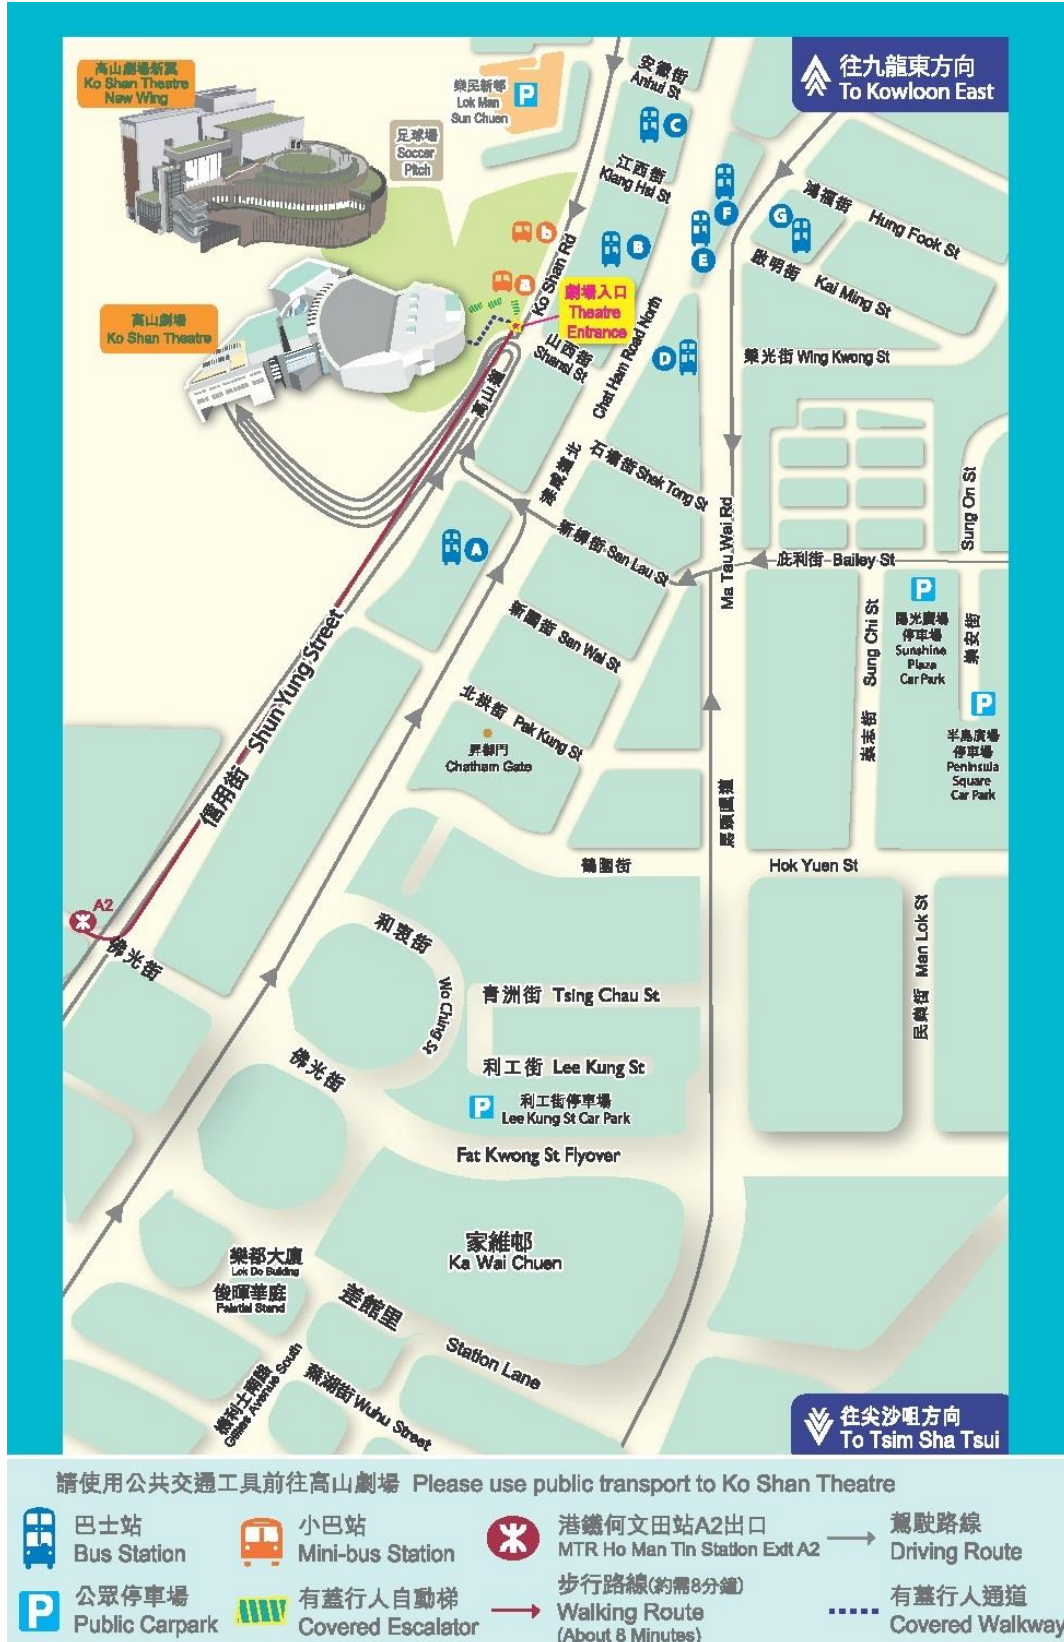 往九龍東方向
To Kowloon East
高山劇場新翼
Ko Shan Theatre
New Wing
樂民新邨
Lok Man
Sun Chuen
P
足球場
Soccer
Pitch
安徽街
Anhui St
C
江西街
Kiang Hsi St
F
G
鴻福街 Hung Fook St
啟明街 Kai Ming St
b
B
E
a
Ko Shan Rd
高山道
劇場入口
Theatre
Entrance
高山劇場
Ko Shan Theatre
山西街
Shansi St
Chat Ham Road North
漆咸道北
D
榮光街 Wing Kwong St
石塘街 Shek Tong St
Ma Tau Wai Rd
馬頭圍道
Sung On St
崇安街
A
新柳街 San Lau St
庇利街 Bailey St
新圍街 San Wai St
Sung Chi St
崇志街
P
陽光廣場
停車場
Sunshine
Plaza
Car Park
信用街 Shun Yung Street
北拱街 Pak Kung St
昇御門
Chatham Gate
P
半島廣場
停車場
Peninsula
Square
Car Park
鶴園街 Hok Yuen St
A2
佛光街
和衷街
Wo Ching St
民樂街 Man Lok St
青洲街 Tsing Chau St
佛光街
利工街 Lee Kung St
P
利工街停車場
Lee Kung St Car Park
Fat Kwong St Flyover
家維邨
Ka Wai Chuen
樂都大廈
Lok Do Building
俊暉華庭
Palatial Stand
差館里 Station Lane
機利士南路
Gillies Avenue South
蕪湖街 Wuhu Street
往尖沙咀方向
To Tsim Sha Tsui
請使用公共交通工具前往高山劇場 Please use public transport to Ko Shan Theatre
巴士站
Bus Station
小巴站
Mini-bus Station
港鐵何文田站A2出口
MTR Ho Man Tin Station Exit A2
駕駛路線
Driving Route
P
公眾停車場
Public Carpark
有蓋行人自動梯
Covered Escalator
步行路線(約需8分鐘)
Walking Route
(About 8 Minutes)
有蓋行人通道
Covered Walkway